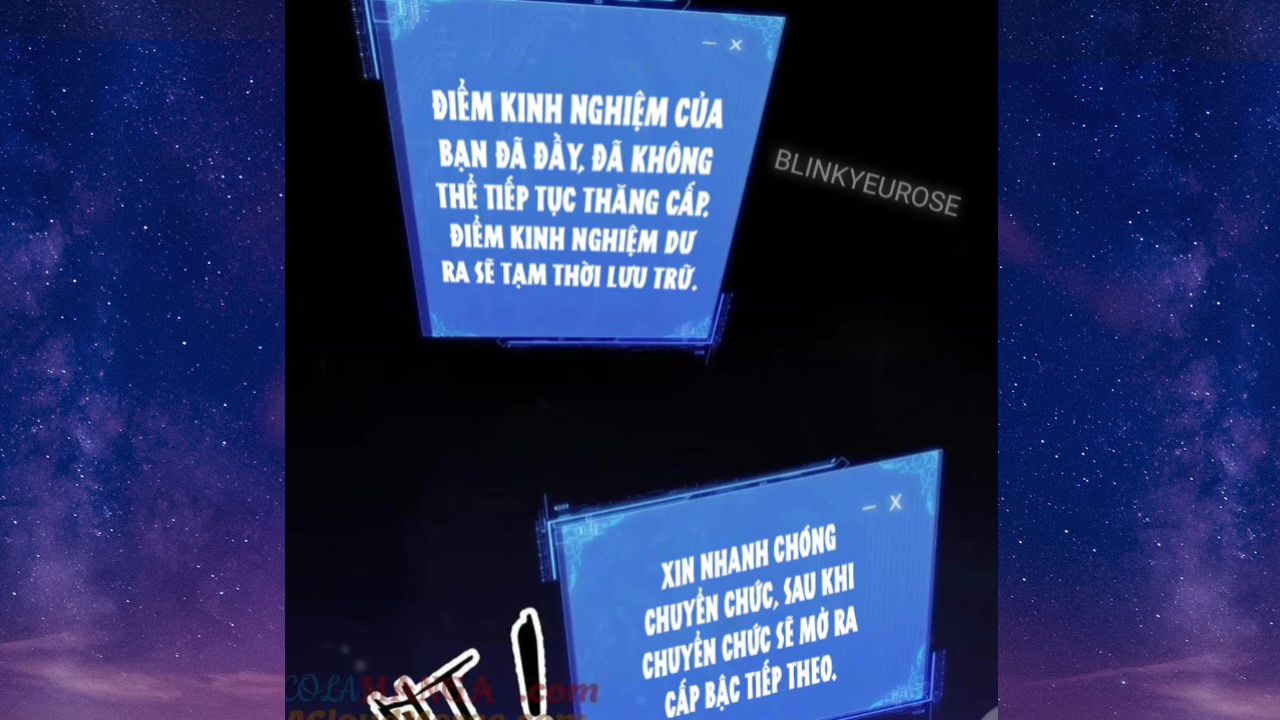 ĐIỂM KINH NGHIỆM CỦA
BẠN ĐÃ ĐẦY, ĐÃ KHÔNG
THỂ TIẾP TỤC THĂNG CẤP.
ĐIỂM KINH NGHIỆM DƯ
RA SẼ TẠM THỜI LƯU TRỮ.
BLINKYEUROSE
XIN NHANH CHÓNG
CHUYỂN CHỨC, SAU KHI
CHUYỂN CHỨC SẼ MỞ RA
CẤP BẬC TIẾP THEO.
COLAMANGA.com